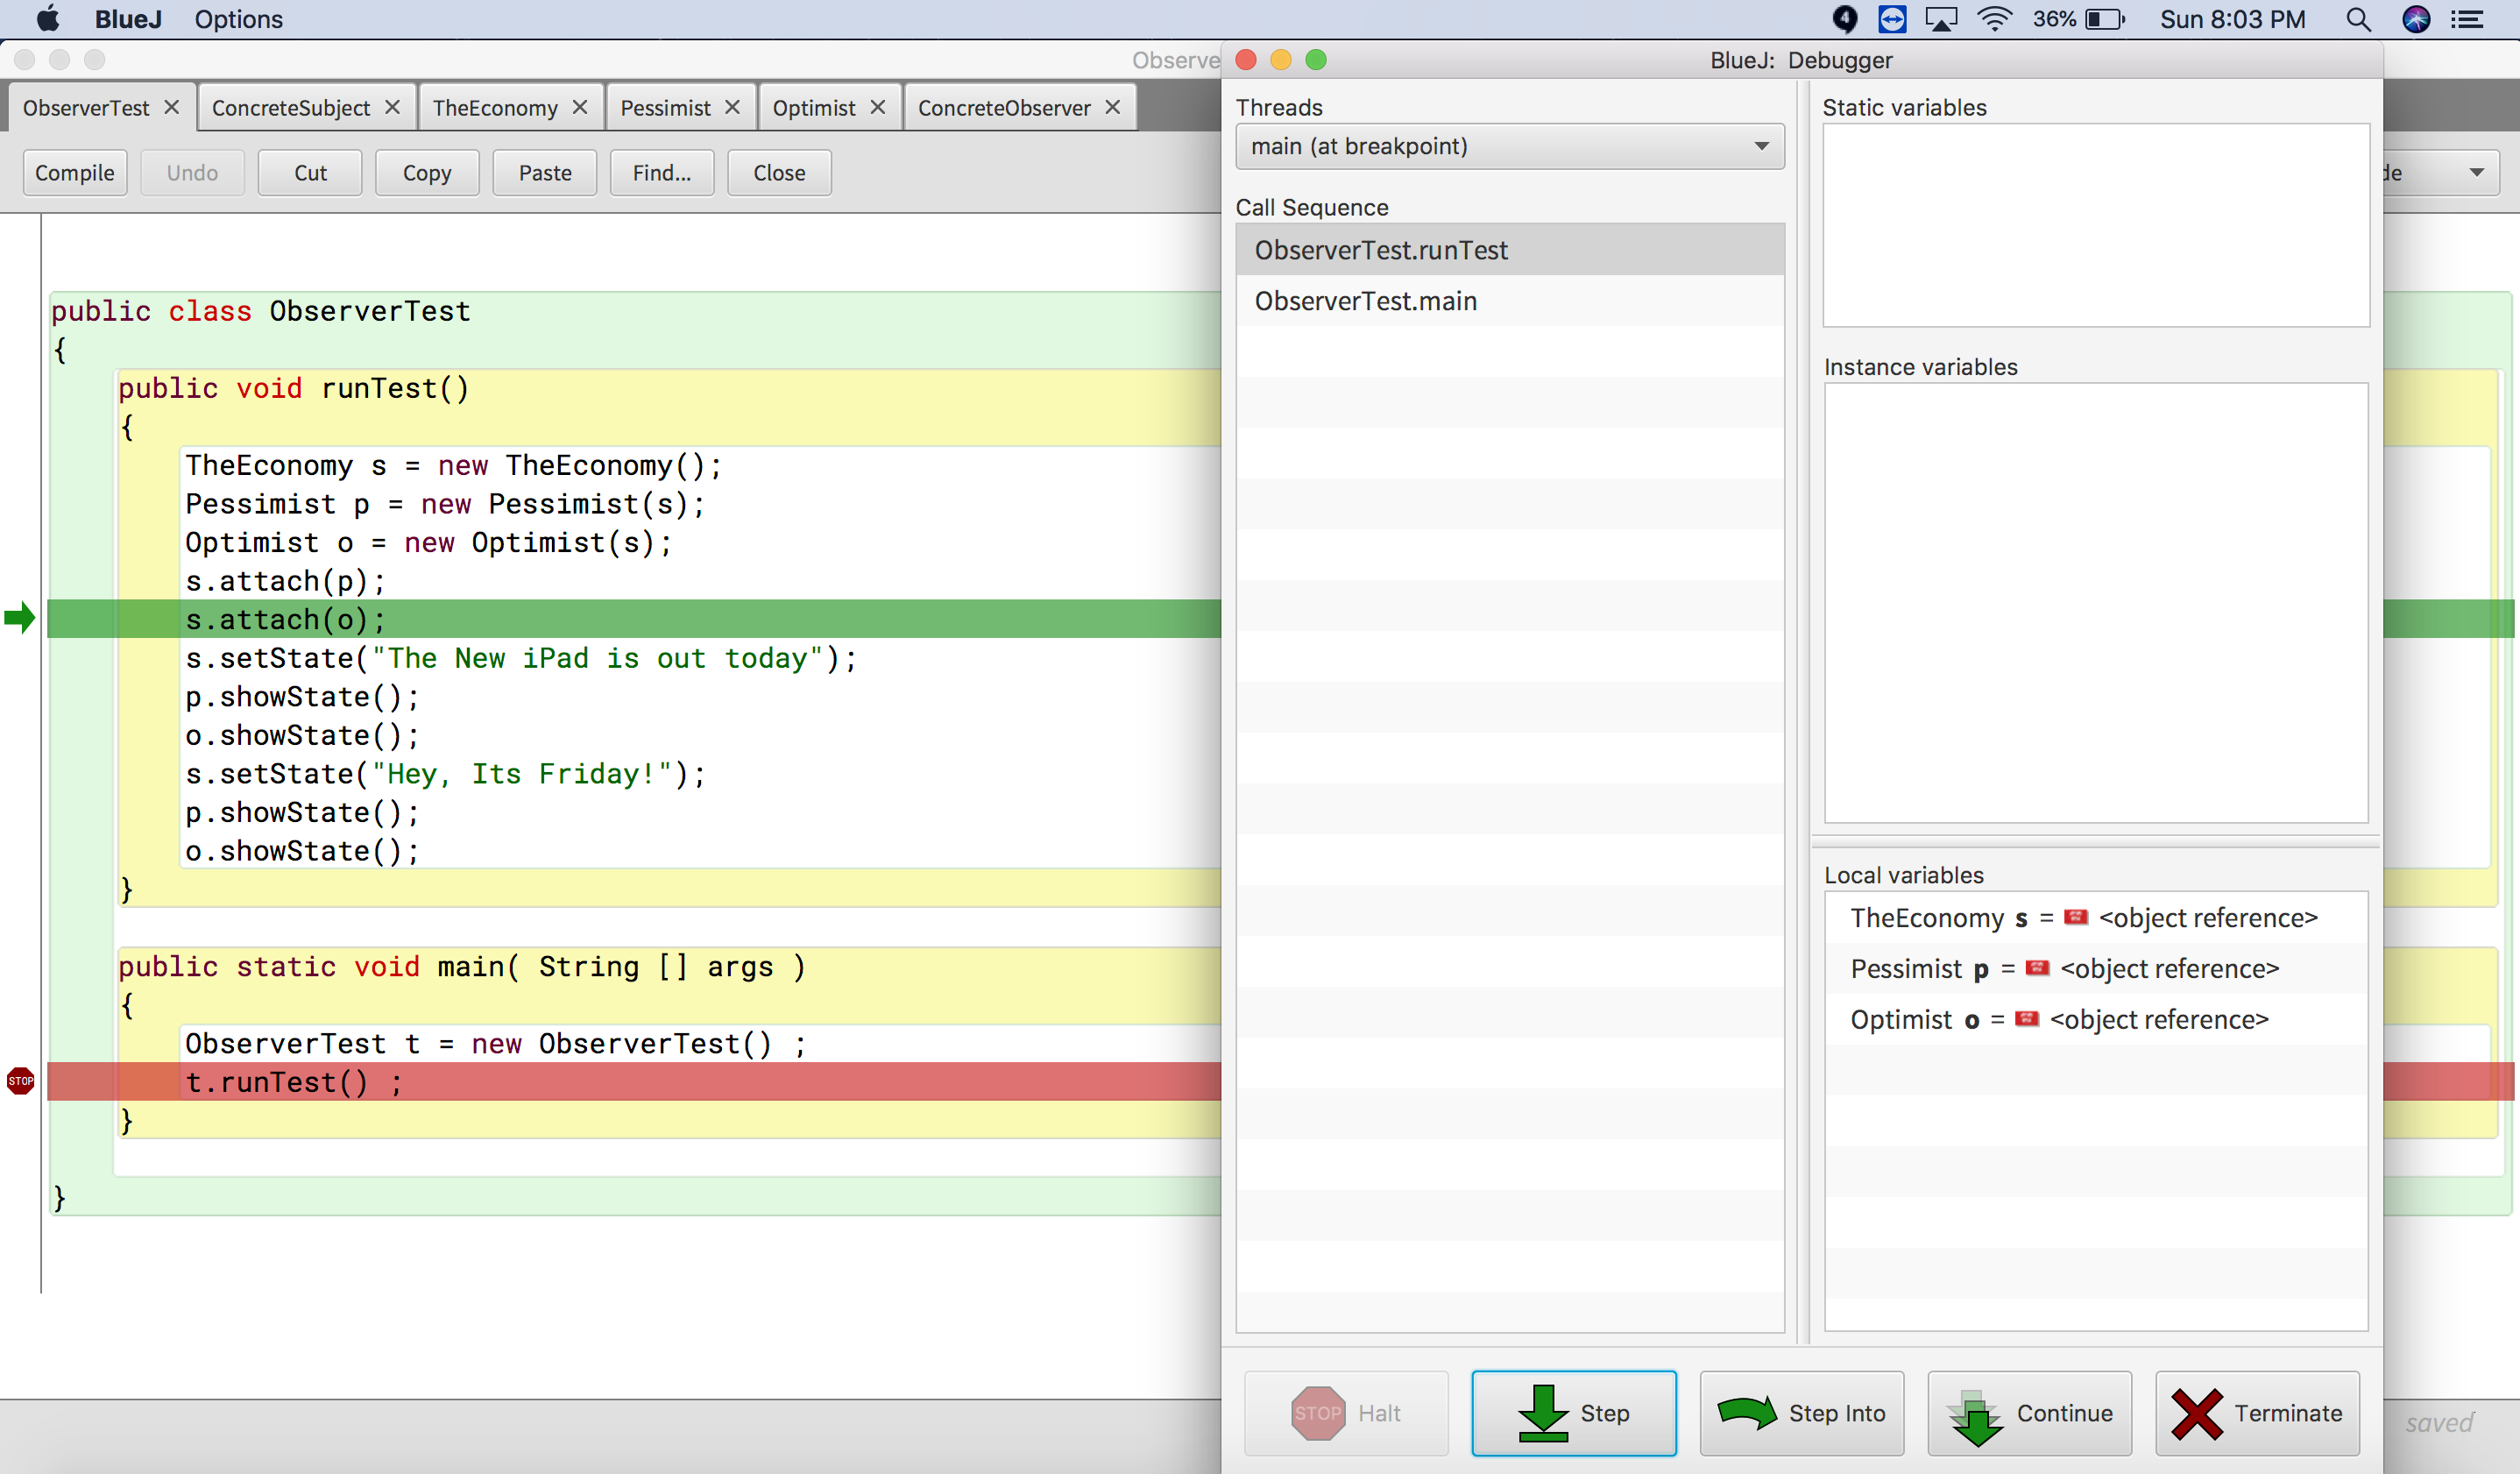 BlueJ Options 36% Sun 8:03 PM
Observe
BlueJ: Debugger
ObserverTest ConcreteSubject TheEconomy Pessimist Optimist ConcreteObserver
Compile Undo Cut Copy Paste Find... Close
de
public class ObserverTest
{
public void runTest()
{
TheEconomy s = new TheEconomy();
Pessimist p = new Pessimist(s);
Optimist o = new Optimist(s);
s.attach(p);
s.attach(o);
s.setState("The New iPad is out today");
p.showState();
o.showState();
s.setState("Hey, Its Friday!");
p.showState();
o.showState();
}
public static void main( String [] args )
{
ObserverTest t = new ObserverTest() ;
STOP t.runTest() ;
}
}
Threads
main (at breakpoint)
Call Sequence
ObserverTest.runTest
ObserverTest.main
Static variables
Instance variables
Local variables
TheEconomy s = <object reference>
Pessimist p = <object reference>
Optimist o = <object reference>
STOP Halt Step Step Into Continue Terminate
saved